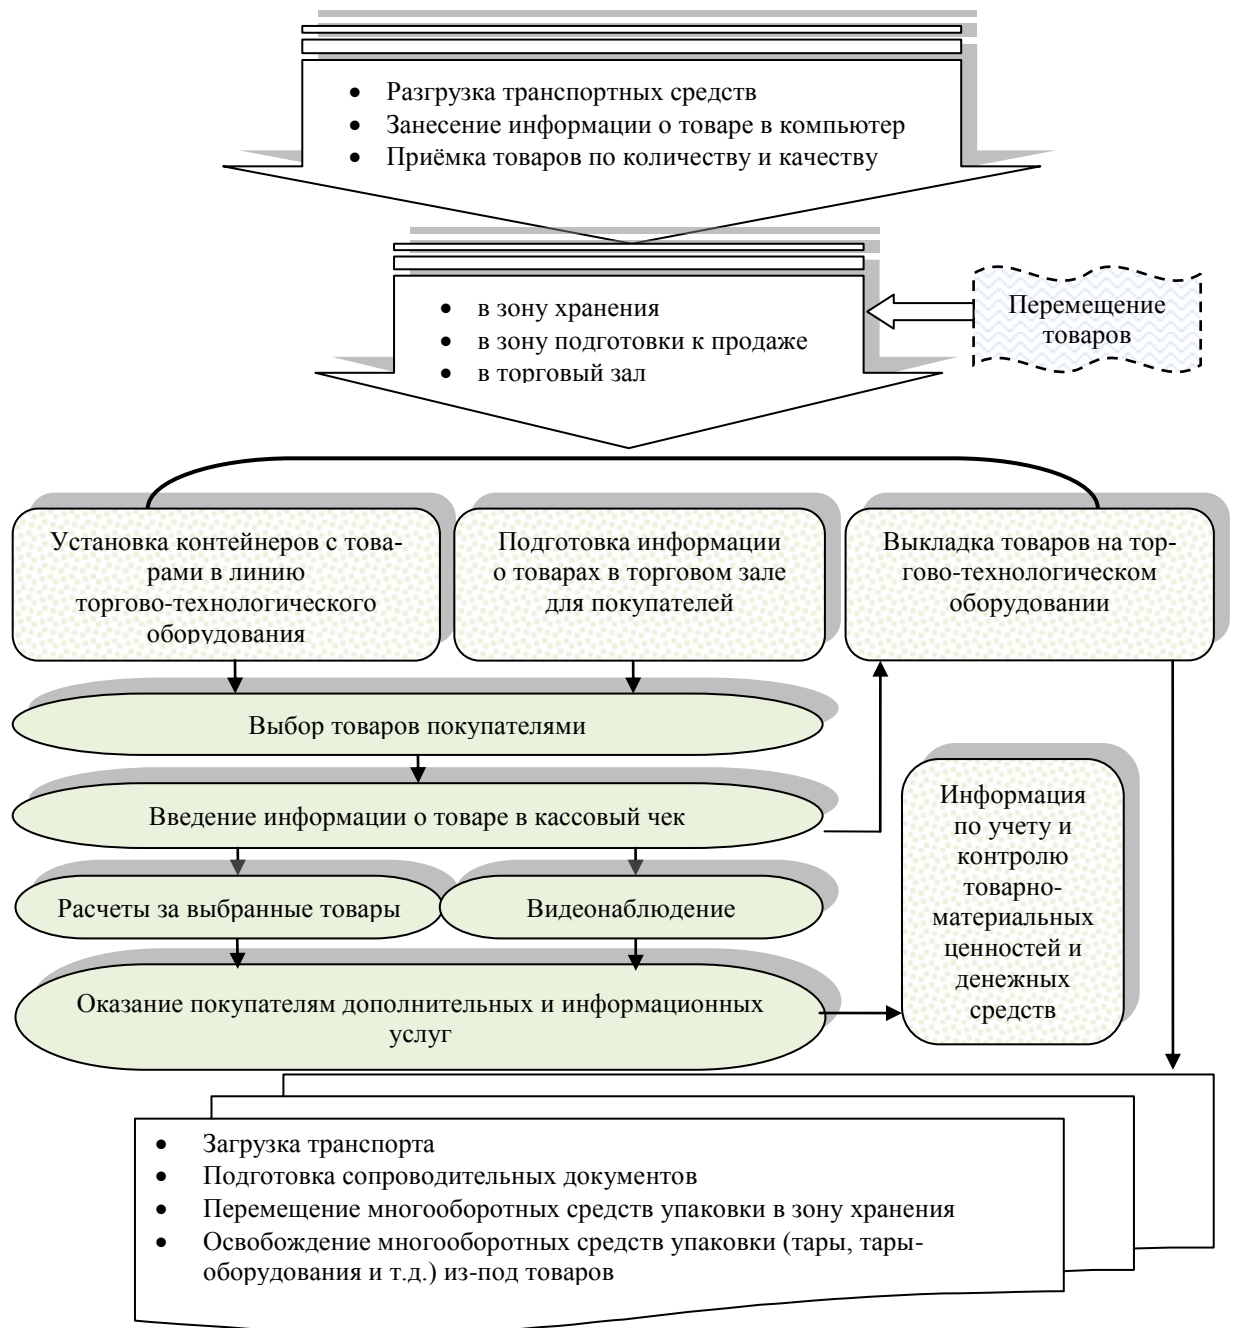 • Разгрузка транспортных средств
• Занесение информации о товаре в компьютер
• Приёмка товаров по количеству и качеству
• в зону хранения
• в зону подготовки к продаже
• в торговый зал
Перемещение
товаров
Установка контейнеров с това-
рами в линию
торгово-технологического
оборудования
Подготовка информации
о товарах в торговом зале
для покупателей
Выкладка товаров на тор-
гово-технологическом
оборудовании
Выбор товаров покупателями
Введение информации о товаре в кассовый чек
Расчеты за выбранные товары
Видеонаблюдение
Оказание покупателям дополнительных и информационных
услуг
Информация
по учету и
контролю
товарно-
материальных
ценностей и
денежных
средств
• Загрузка транспорта
• Подготовка сопроводительных документов
• Перемещение многооборотных средств упаковки в зону хранения
• Освобождение многооборотных средств упаковки (тары, тары-
оборудования и т.д.) из-под товаров